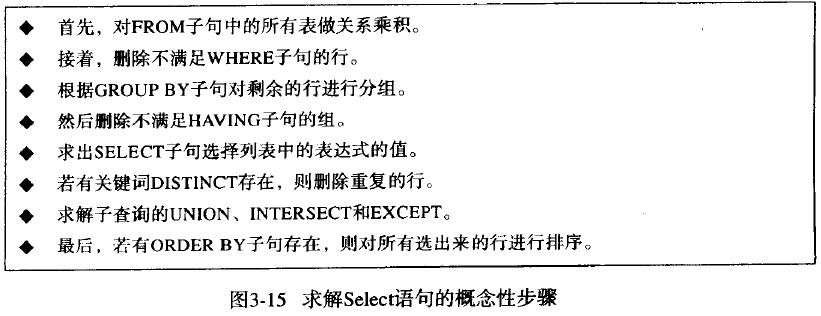 ◆ 首先，对FROM子句中的所有表做关系乘积。
◆ 接着，删除不满足WHERE子句的行。
◆ 根据GROUP BY子句对剩余的行进行分组。
◆ 然后删除不满足HAVING子句的组。
◆ 求出SELECT子句选择列表中的表达式的值。
◆ 若有关键词DISTINCT存在，则删除重复的行。
◆ 求解子查询的UNION、INTERSECT和EXCEPT。
◆ 最后，若有ORDER BY子句存在，则对所有选出来的行进行排序。
图3-15 求解Select语句的概念性步骤